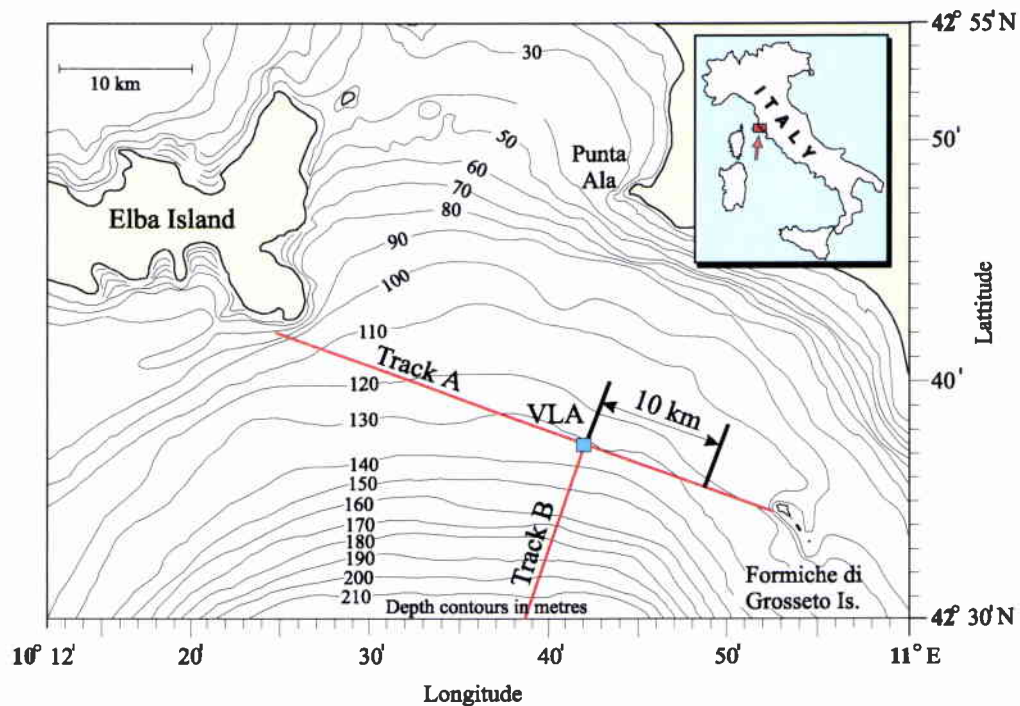 42° 55'N
30
10 km
ITALY
50
50'
Punta
Ala
60
70
80
Elba Island
90
100
Lattitude
110
Track A
120
40'
10 km
VLA
130
140
150
160
170
180
190
200
210
Track B
Formiche di
Grosseto Is.
Depth contours in metres
42° 30'N
10° 12'
20'
30'
40'
50'
11° E
Longitude